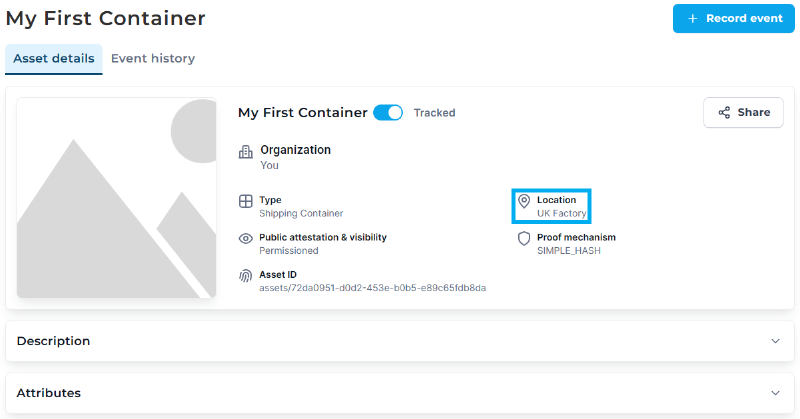 My First Container
+ Record event
Asset details
Event history
My First Container
Tracked
Share
Organization
You
Type
Shipping Container
Location
UK Factory
Public attestation & visibility
Permissioned
Proof mechanism
SIMPLE_HASH
Asset ID
assets/72da0951-d0d2-453e-b0b5-e89c65fdb8da
Description
Attributes